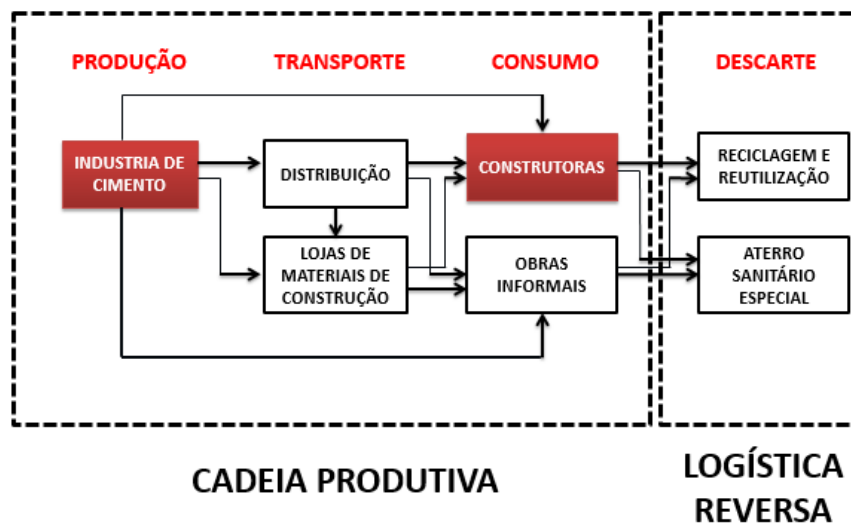 PRODUÇÃO
TRANSPORTE
CONSUMO
DESCARTE
INDUSTRIA DE
CIMENTO
DISTRIBUIÇÃO
CONSTRUTORAS
RECICLAGEM E
REUTILIZAÇÃO
LOJAS DE
MATERIAIS DE
CONSTRUÇÃO
OBRAS
INFORMAIS
ATERRO
SANITÁRIO
ESPECIAL
CADEIA PRODUTIVA
LOGÍSTICA
REVERSA